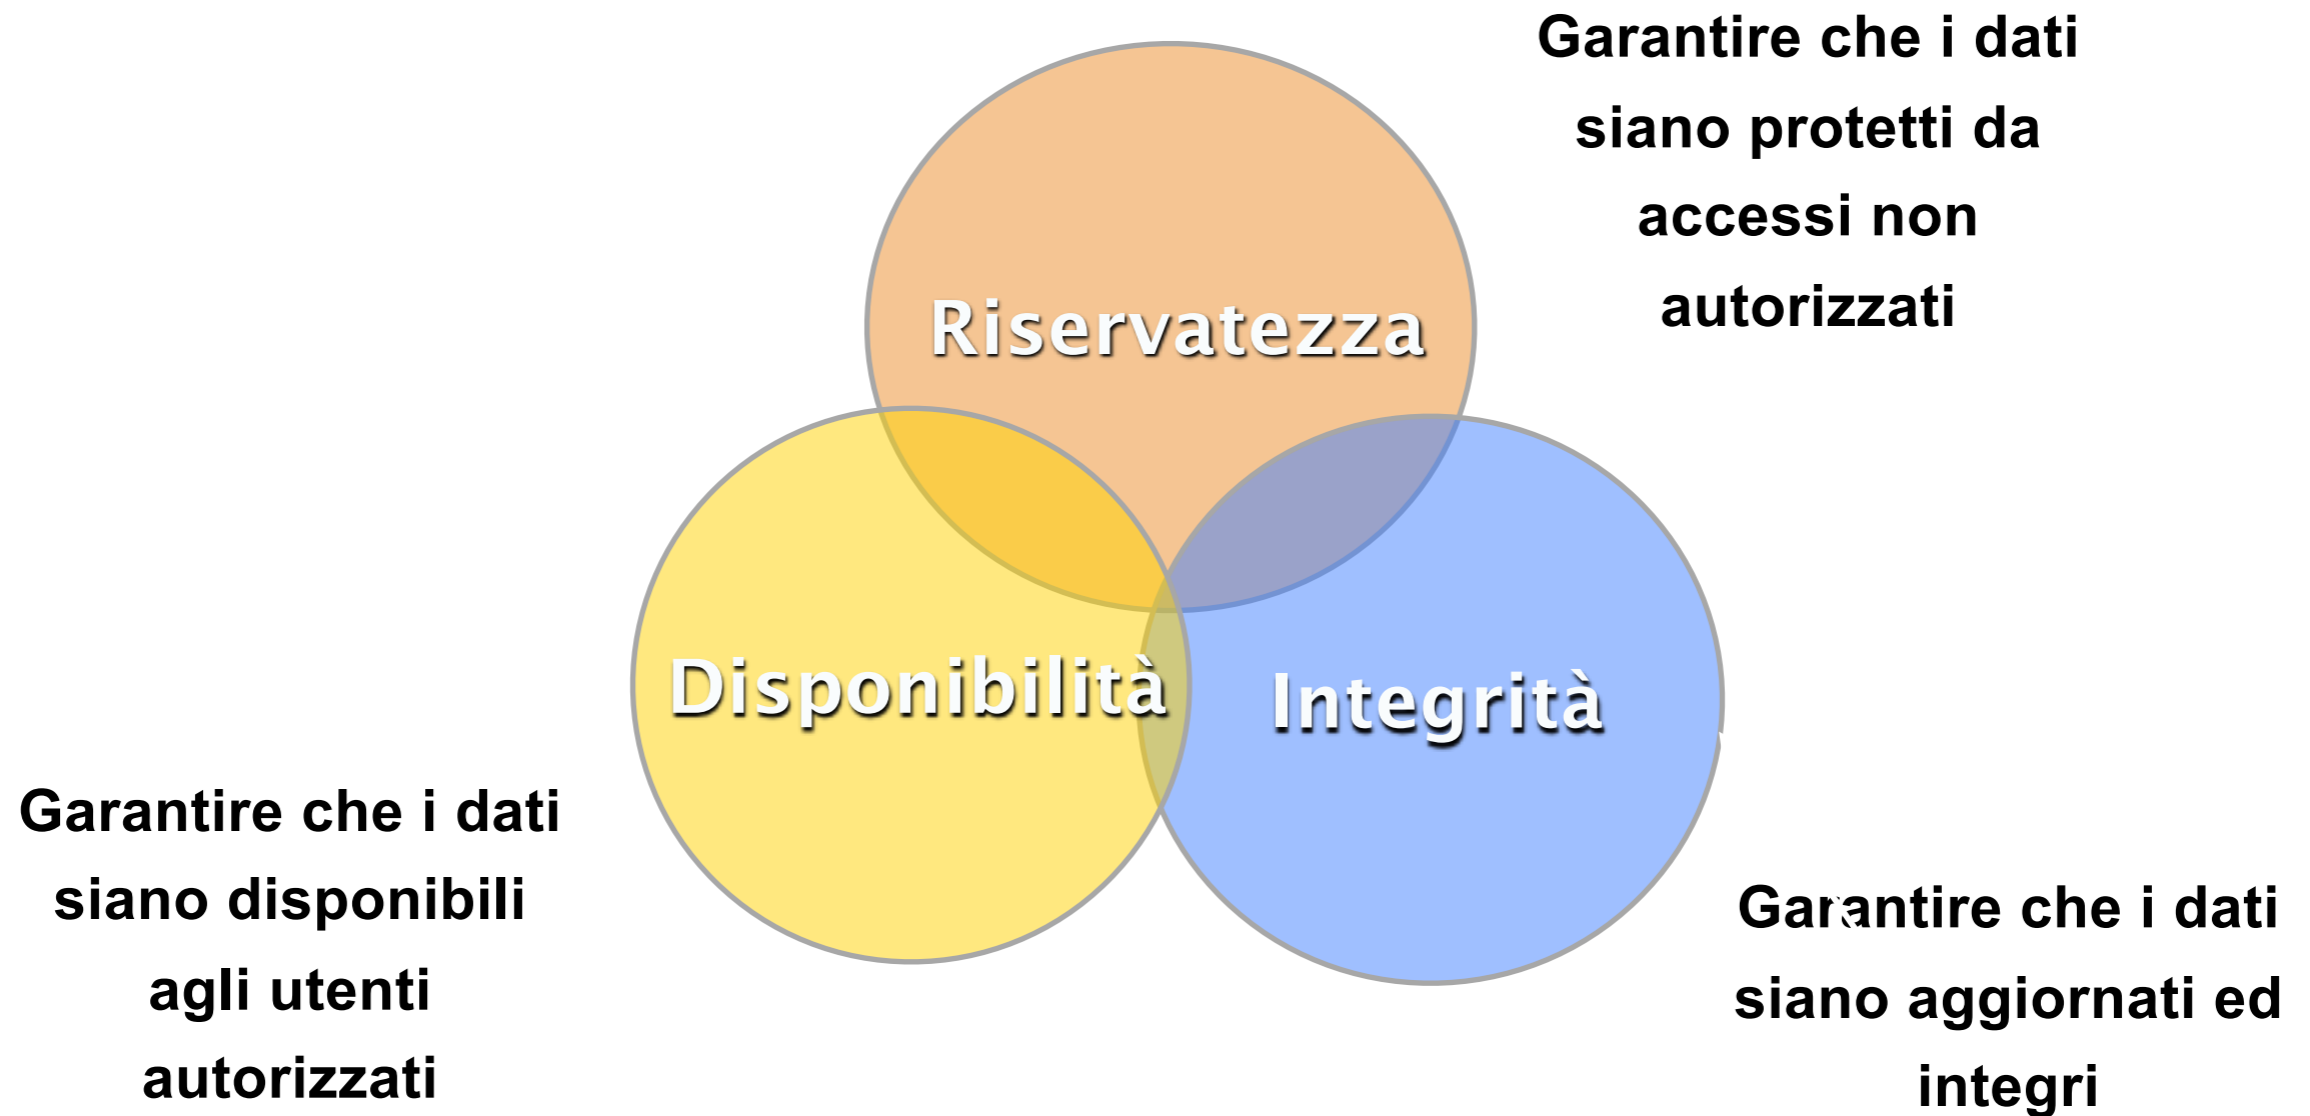 Garantire che i dati
siano protetti da
accessi non
autorizzati
Riservatezza
Disponibilità
Integrità
Garantire che i dati
siano disponibili
agli utenti
autorizzati
Garantire che i dati
siano aggiornati ed
integri